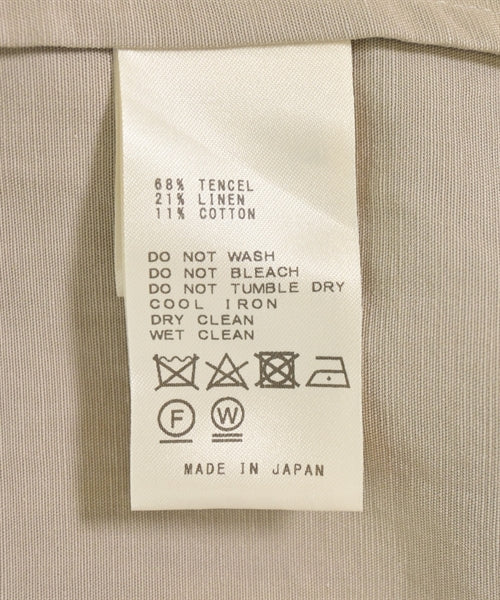 68% TENCEL
21% LINEN
11% COTTON
DO NOT WASH
DO NOT BLEACH
DO NOT TUMBLE DRY
COOL IRON
DRY CLEAN
WET CLEAN
F W
MADE IN JAPAN